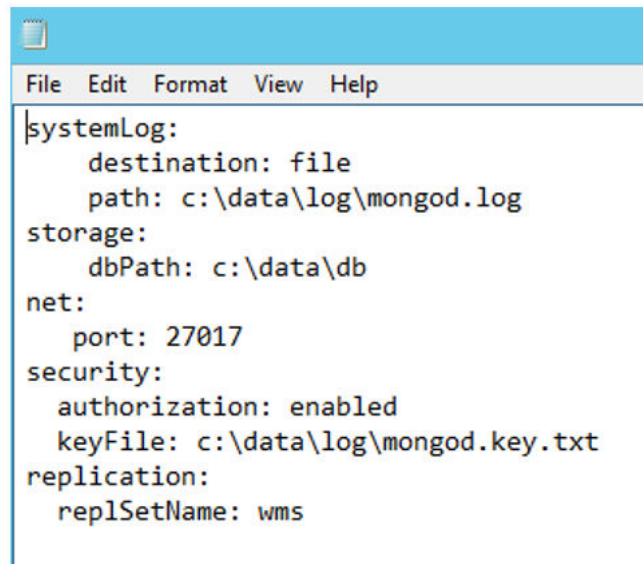 File Edit Format View Help
systemLog:
    destination: file
    path: c:\data\log\mongod.log
storage:
    dbPath: c:\data\db
net:
   port: 27017
security:
  authorization: enabled
  keyFile: c:\data\log\mongod.key.txt
replication:
  replSetName: wms